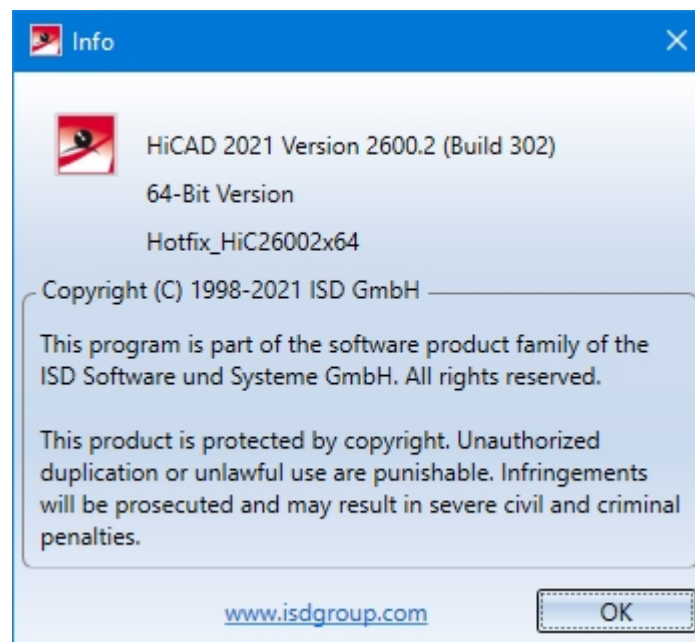 Info
HiCAD 2021 Version 2600.2 (Build 302)
64-Bit Version
Hotfix_HiC26002x64
Copyright (C) 1998-2021 ISD GmbH
This program is part of the software product family of the
ISD Software und Systeme GmbH. All rights reserved.
This product is protected by copyright. Unauthorized
duplication or unlawful use are punishable. Infringements
will be prosecuted and may result in severe civil and criminal
penalties.
www.isdgroup.com
OK